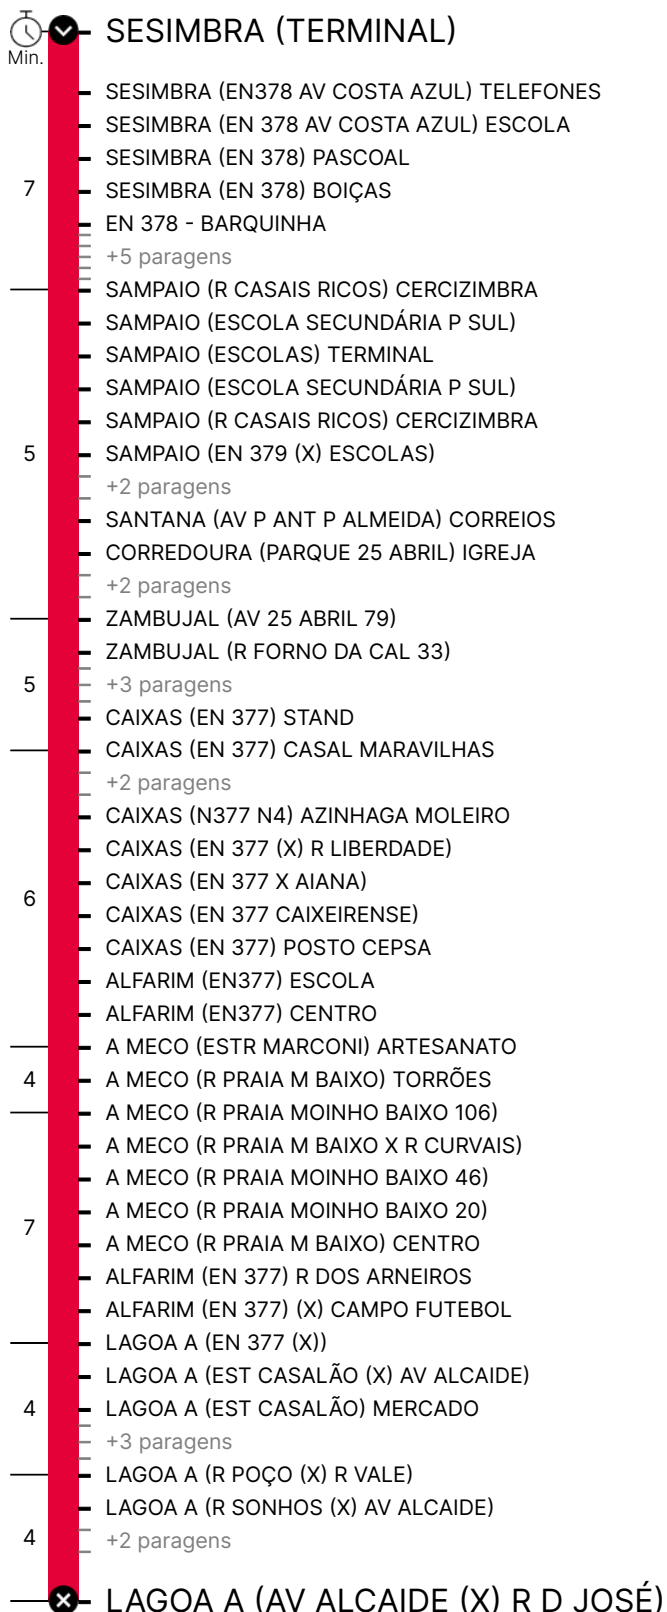 SESIMBRA (TERMINAL)
Min.
SESIMBRA (EN378 AV COSTA AZUL) TELEFONES
SESIMBRA (EN 378 AV COSTA AZUL) ESCOLA
SESIMBRA (EN 378) PASCOAL
7
SESIMBRA (EN 378) BOIÇAS
EN 378 - BARQUINHA
+5 paragens
SAMPAIO (R CASAIS RICOS) CERCIZIMBRA
SAMPAIO (ESCOLA SECUNDÁRIA P SUL)
SAMPAIO (ESCOLAS) TERMINAL
SAMPAIO (ESCOLA SECUNDÁRIA P SUL)
SAMPAIO (R CASAIS RICOS) CERCIZIMBRA
5
SAMPAIO (EN 379 (X) ESCOLAS)
+2 paragens
SANTANA (AV P ANT P ALMEIDA) CORREIOS
CORREDOURA (PARQUE 25 ABRIL) IGREJA
+2 paragens
ZAMBUJAL (AV 25 ABRIL 79)
ZAMBUJAL (R FORNO DA CAL 33)
5
+3 paragens
CAIXAS (EN 377) STAND
CAIXAS (EN 377) CASAL MARAVILHAS
+2 paragens
CAIXAS (N377 N4) AZINHAGA MOLEIRO
CAIXAS (EN 377 (X) R LIBERDADE)
CAIXAS (EN 377 X AIANA)
6
CAIXAS (EN 377 CAIXEIRENSE)
CAIXAS (EN 377) POSTO CEPSA
ALFARIM (EN377) ESCOLA
ALFARIM (EN377) CENTRO
A MECO (ESTR MARCONI) ARTESANATO
4
A MECO (R PRAIA M BAIXO) TORRÕES
A MECO (R PRAIA MOINHO BAIXO 106)
A MECO (R PRAIA M BAIXO X R CURVAIS)
A MECO (R PRAIA MOINHO BAIXO 46)
A MECO (R PRAIA MOINHO BAIXO 20)
7
A MECO (R PRAIA M BAIXO) CENTRO
ALFARIM (EN 377) R DOS ARNEIROS
ALFARIM (EN 377) (X) CAMPO FUTEBOL
LAGOA A (EN 377 (X))
LAGOA A (EST CASALÃO (X) AV ALCAIDE)
4
LAGOA A (EST CASALÃO) MERCADO
+3 paragens
LAGOA A (R POÇO (X) R VALE)
LAGOA A (R SONHOS (X) AV ALCAIDE)
4
+2 paragens
LAGOA A (AV ALCAIDE (X) R D JOSÉ)